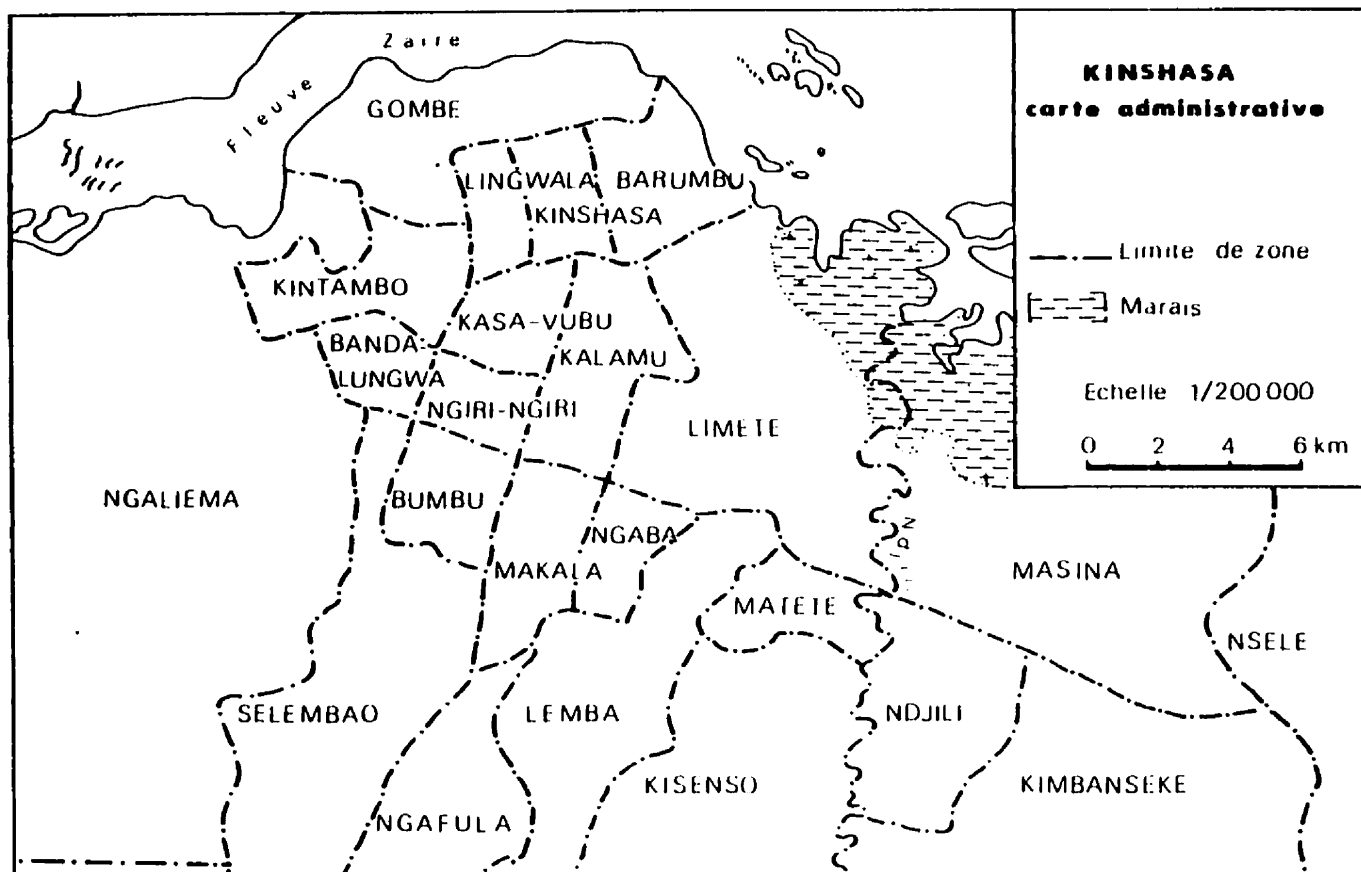 Fleuve Zaïre
KINSHASA
carte administrative
GOMBE
LINGWALA
BARUMBU
KINSHASA
Limite de zone
KINTAMBO
Marais
KASA-VUBU
BANDA-
LUNGWA
KALAMU
NGIRI-NGIRI
Echelle 1/200 000
0 2 4 6 km
LIMETE
NGALIEMA
BUMBU
NGABA
MAKALA
MASINA
MATETE
NSELE
SELEMBAO
LEMBA
NDJILI
KISENSO
KIMBANSEKE
NGAFULA